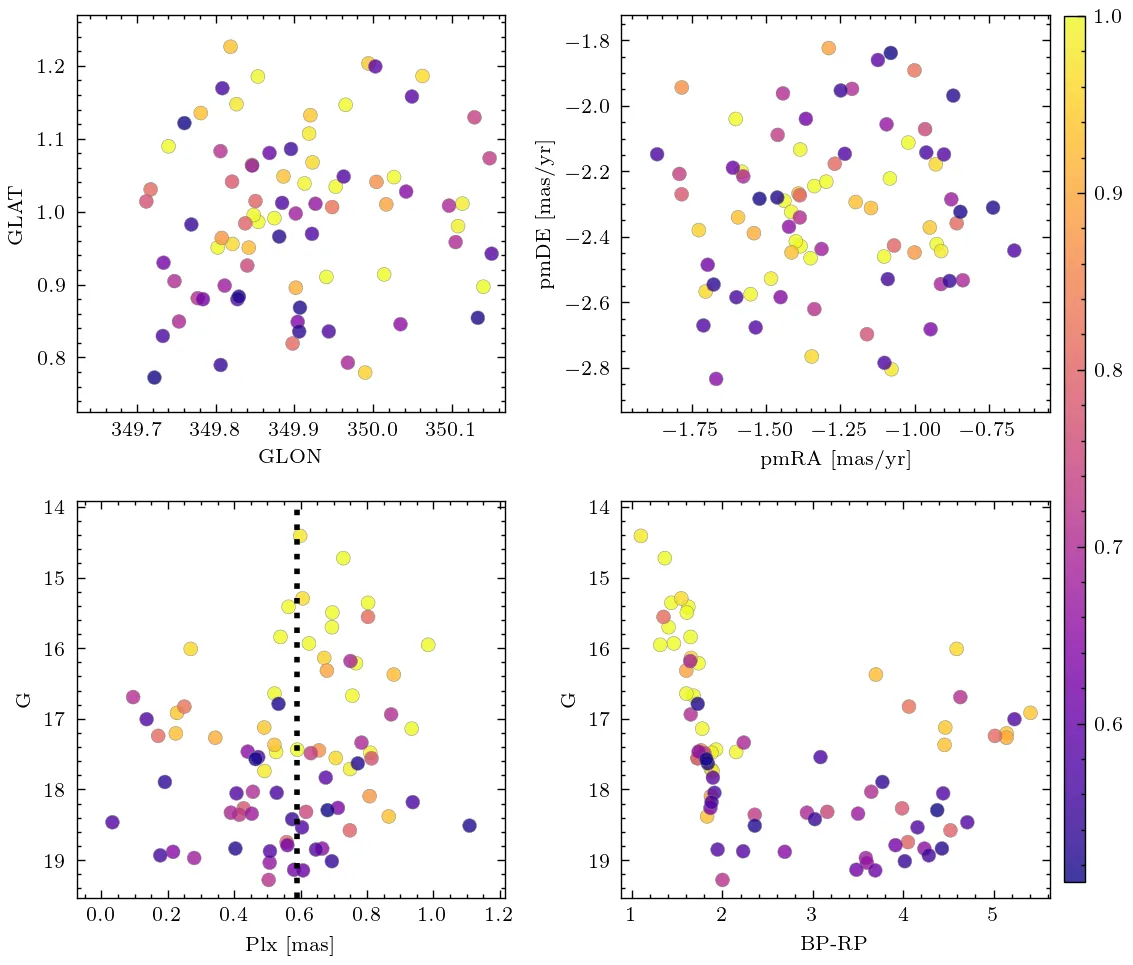 1.2
1.1
1.0
0.9
0.8
GLAT
349.7 349.8 349.9 350.0 350.1
GLON
−1.8
−2.0
−2.2
−2.4
−2.6
−2.8
pmDE [mas/yr]
−1.75 −1.50 −1.25 −1.00 −0.75
pmRA [mas/yr]
14
15
16
17
18
19
G
0.0 0.2 0.4 0.6 0.8 1.0 1.2
Plx [mas]
14
15
16
17
18
19
G
1 2 3 4 5
BP-RP
1.0
0.9
0.8
0.7
0.6